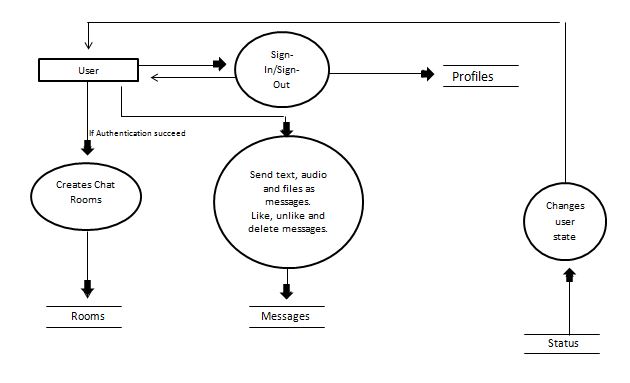 User
Sign-
In/Sign-
Out
Profiles
If Authentication succeed
Creates Chat
Rooms
Send text, audio
and files as
messages.
Like, unlike and
delete messages.
Changes
user
state
Rooms
Messages
Status